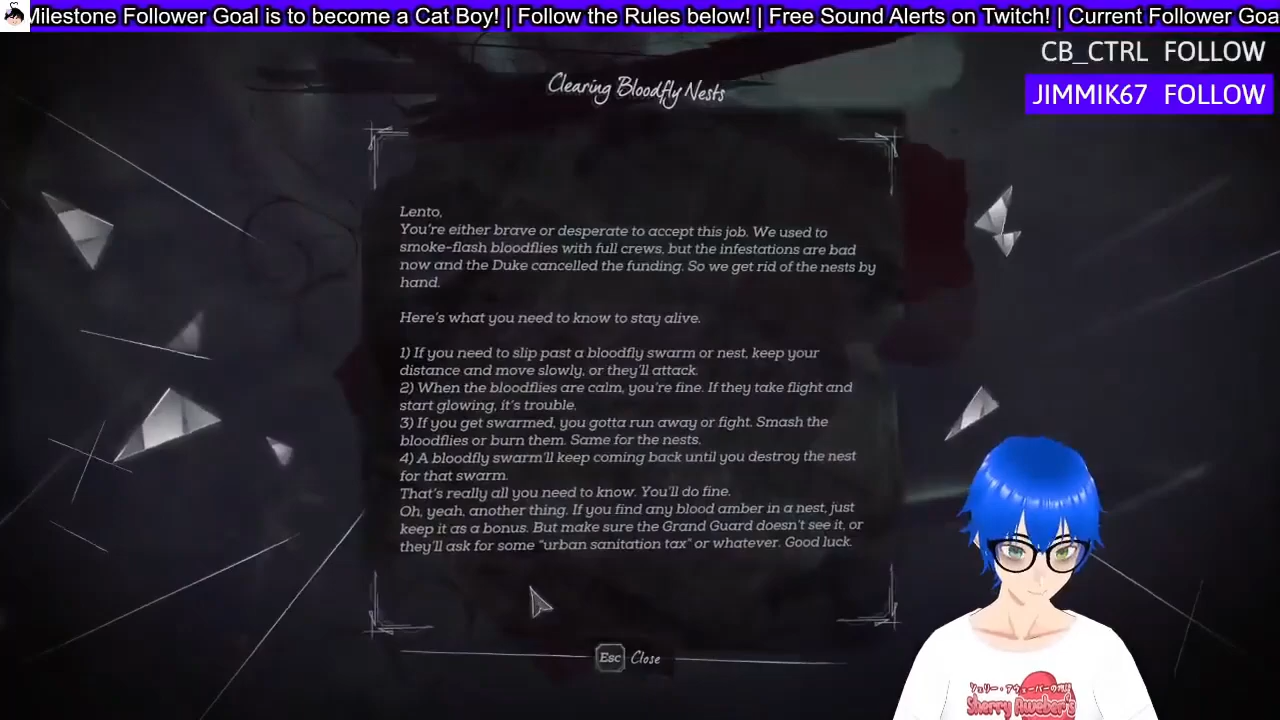 Milestone Follower Goal is to become a Cat Boy! | Follow the Rules below! | Free Sound Alerts on Twitch! | Current Follower Goa
CB_CTRL FOLLOW
JIMMIK67 FOLLOW
Clearing Bloodfly Nests
Lento,
You're either brave or desperate to accept this job. We used to
smoke-flash bloodflies with full crews, but the infestations are bad
now and the Duke cancelled the funding. So we get rid of the nests by
hand.
Here's what you need to know to stay alive.
1) If you need to slip past a bloodfly swarm or nest, keep your
distance and move slowly, or they'll attack.
2) When the bloodflies are calm, you're fine. If they take flight and
start glowing, it's trouble.
3) If you get swarmed, you gotta run away or fight. Smash the
bloodflies or burn them. Same for the nests.
4) A bloodfly swarm'll keep coming back until you destroy the nest
for that swarm.
That's really all you need to know. You'll do fine.
Oh, yeah, another thing. If you find any blood amber in a nest, just
keep it as a bonus. But make sure the Grand Guard doesn't see it, or
they'll ask for some "urban sanitation tax" or whatever. Good luck.
Esc Close
Sherry Aweber's